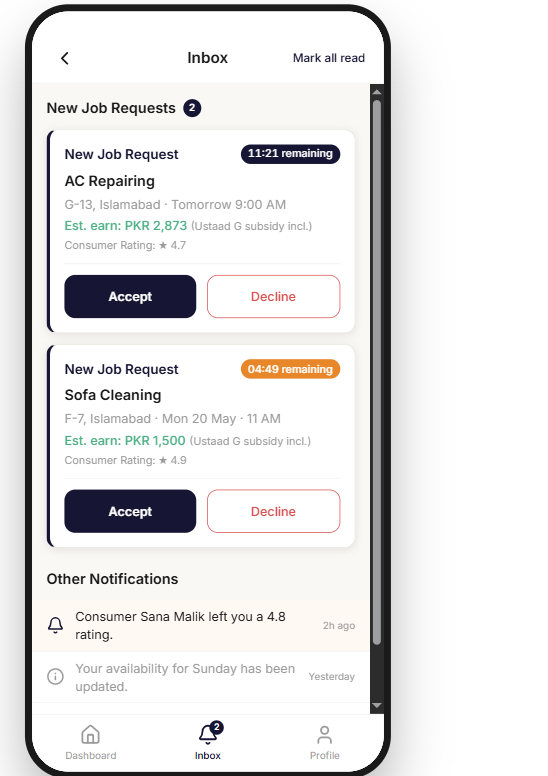 Inbox
Mark all read
New Job Requests 2
New Job Request
11:21 remaining
AC Repairing
G-13, Islamabad · Tomorrow 9:00 AM
Est. earn: PKR 2,873 (Ustaad G subsidy incl.)
Consumer Rating: ★ 4.7
Accept
Decline
New Job Request
04:49 remaining
Sofa Cleaning
F-7, Islamabad · Mon 20 May · 11 AM
Est. earn: PKR 1,500 (Ustaad G subsidy incl.)
Consumer Rating: ★ 4.9
Accept
Decline
Other Notifications
Consumer Sana Malik left you a 4.8
rating.
2h ago
Your availability for Sunday has been
updated.
Yesterday
2
Dashboard
Inbox
Profile